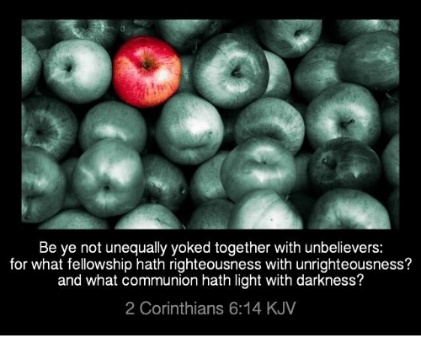 Be ye not unequally yoked together with unbelievers:
for what fellowship hath righteousness with unrighteousness?
and what communion hath light with darkness?
2 Corinthians 6:14 KJV